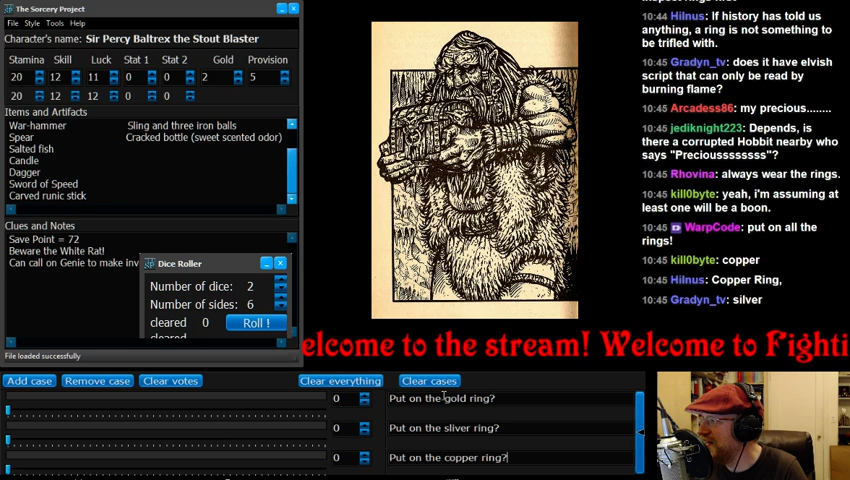 The Sorcery Project
File Style Tools Help
Character's name: Sir Percy Baltrex the Stout Blaster
Stamina Skill Luck Stat 1 Stat 2 Gold Provision
20 12 11 0 0 2 5
20 12 12 0 0
Items and Artifacts
War-hammer Sling and three iron balls
Spear Cracked bottle (sweet scented odor)
Salted fish
Candle
Dagger
Sword of Speed
Carved runic stick
Clues and Notes
Save Point = 72
Beware the White Rat!
Can call on Genie to make inv
Dice Roller
Number of dice: 2
Number of sides: 6
cleared 0 Roll !
cleared
File loaded successfully
10:44 Hilnus: If history has told us
anything, a ring is not something to
be trifled with.
10:45 Gradyn_tv: does it have elvish
script that can only be read by
burning flame?
10:45 Arcadess86: my precious........
10:45 jediknight223: Depends, is
there a corrupted Hobbit nearby who
says "Preciousssssss"?
10:45 Rhovina: always wear the rings.
10:45 kill0byte: yeah, i'm assuming at
least one will be a boon.
10:45 WarpCode: put on all the
rings!
10:45 kill0byte: copper
10:45 Hilnus: Copper Ring,
10:45 Gradyn_tv: silver
elcome to the stream! Welcome to Fighti
Add case Remove case Clear votes Clear everything Clear cases
0 Put on the gold ring?
0 Put on the sliver ring?
0 Put on the copper ring?